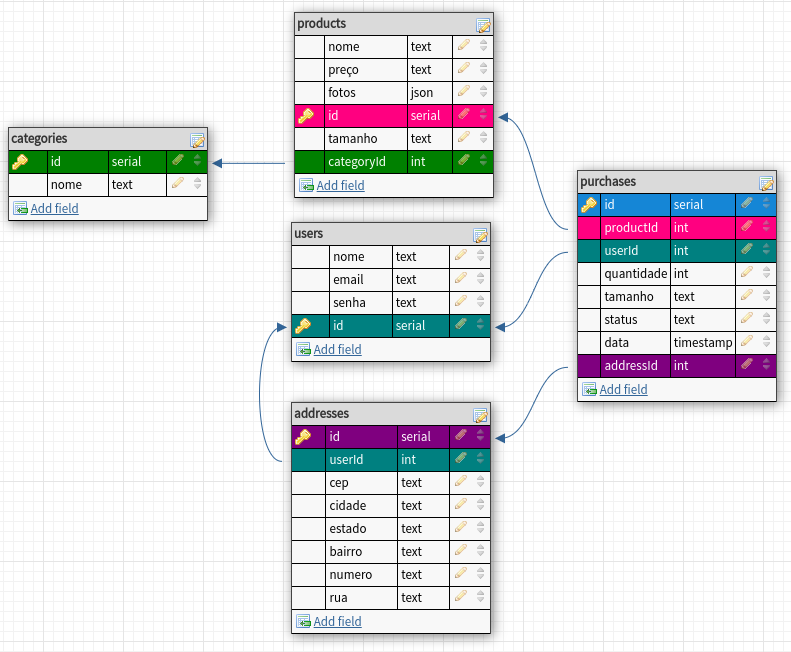 products
nome text
preço text
fotos json
id serial
tamanho text
categoryId int
Add field
categories
id serial
nome text
Add field
purchases
id serial
productId int
userId int
quantidade int
tamanho text
status text
data timestamp
addressId int
Add field
users
nome text
email text
senha text
id serial
Add field
addresses
id serial
userId int
cep text
cidade text
estado text
bairro text
numero text
rua text
Add field